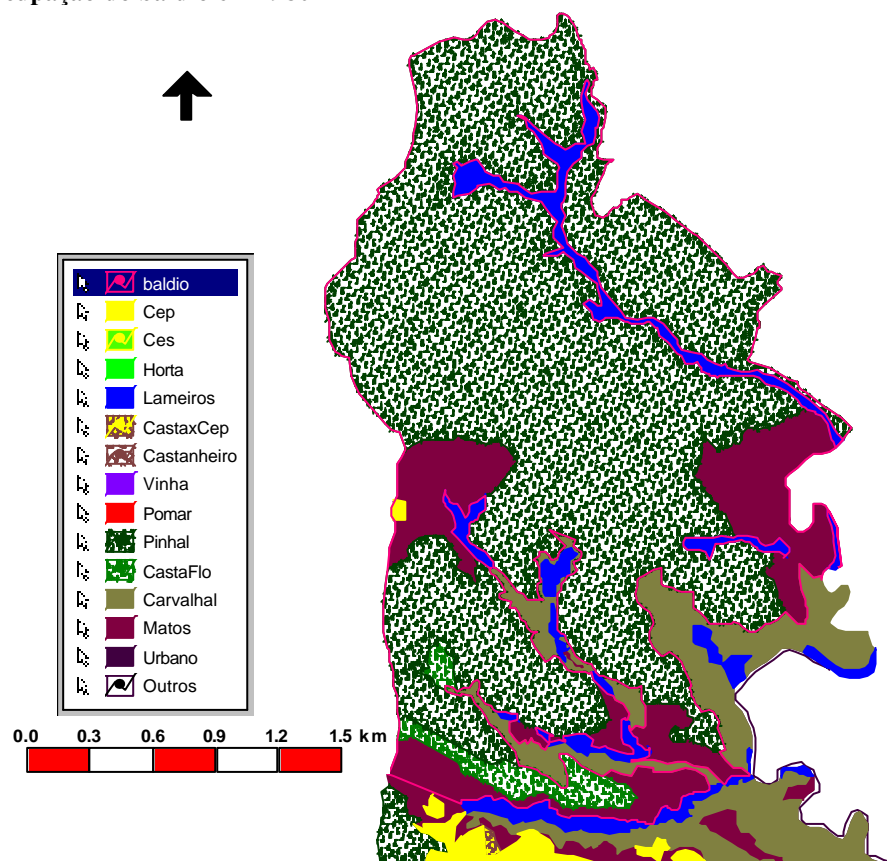 baldio
Cep
Ces
Horta
Lameiros
CastaxCep
Castanheiro
Vinha
Pomar
Pinhal
CastaFlo
Carvalhal
Matos
Urbano
Outros
0.0 0.3 0.6 0.9 1.2 1.5 km